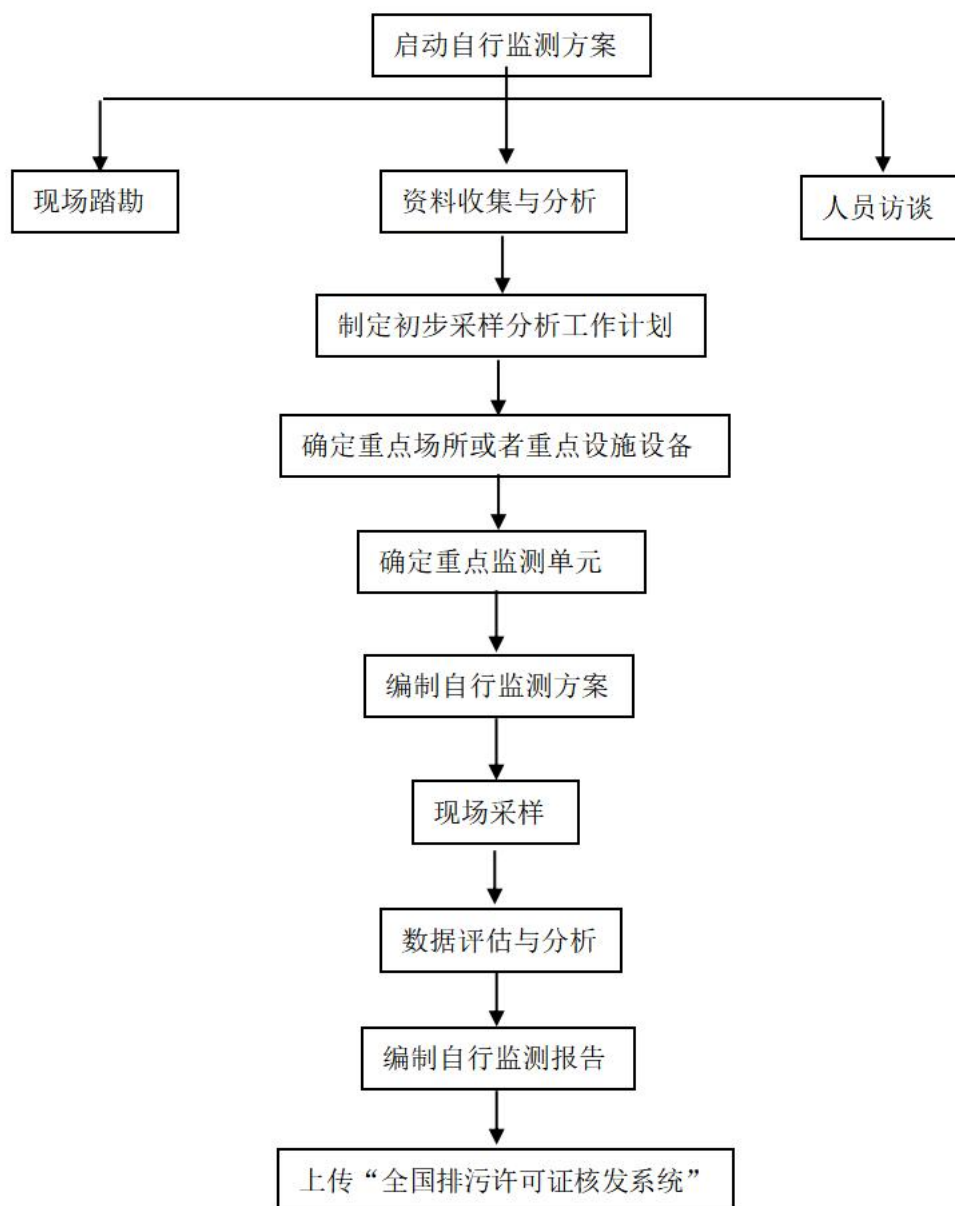 启动自行监测方案
现场踏勘
资料收集与分析
人员访谈
制定初步采样分析工作计划
确定重点场所或者重点设施设备
确定重点监测单元
编制自行监测方案
现场采样
数据评估与分析
编制自行监测报告
上传“全国排污许可证核发系统”